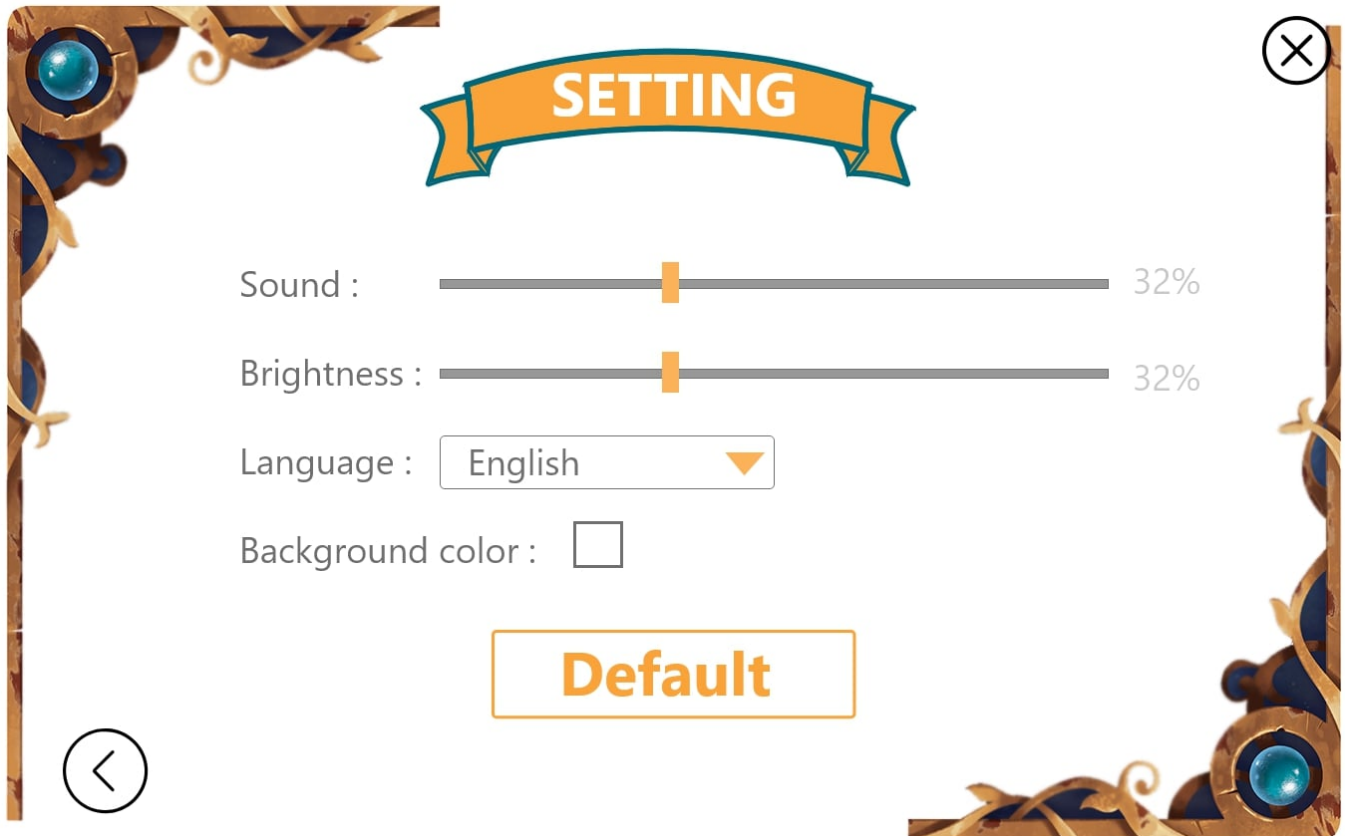 SETTING
Sound : 32%
Brightness : 32%
Language : English
Background color :
Default